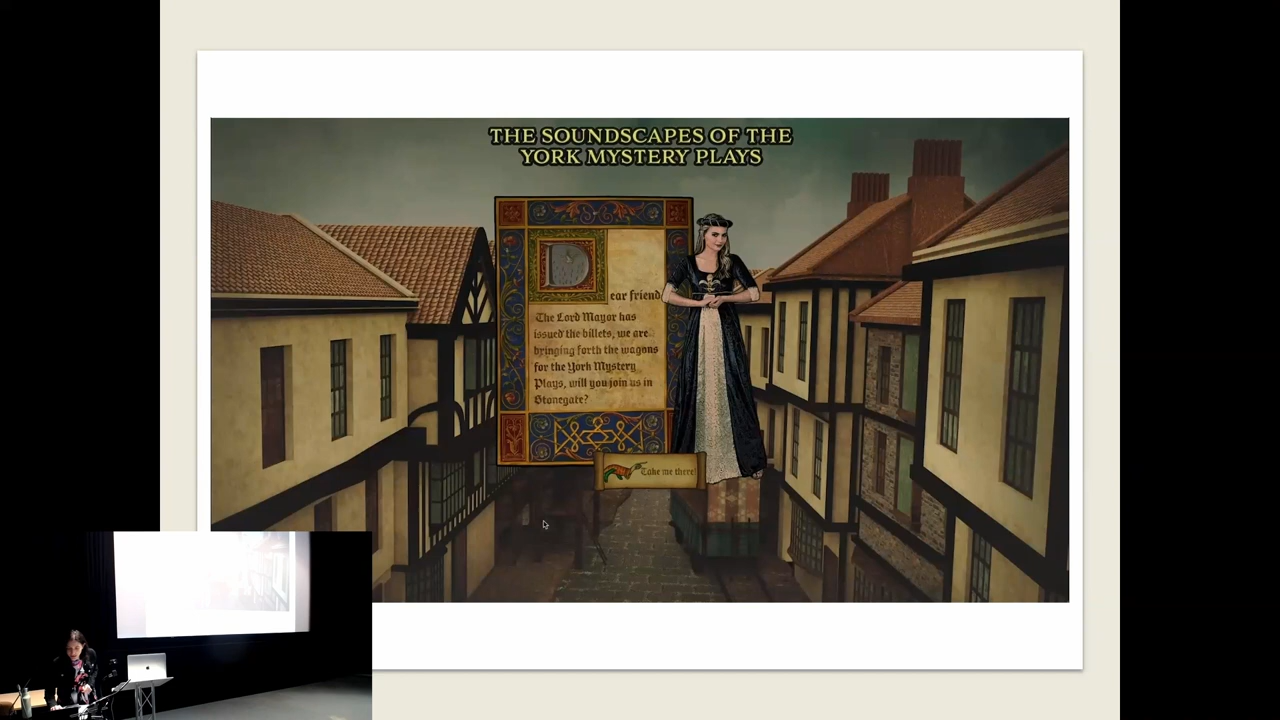 THE SOUNDSCAPES OF THE
YORK MYSTERY PLAYS
Dear friend
The Lord Mayor has
issued the billets, we are
bringing forth the wagons
for the York Mystery
Plays, will you join us in
Stonegate?
Take me there!